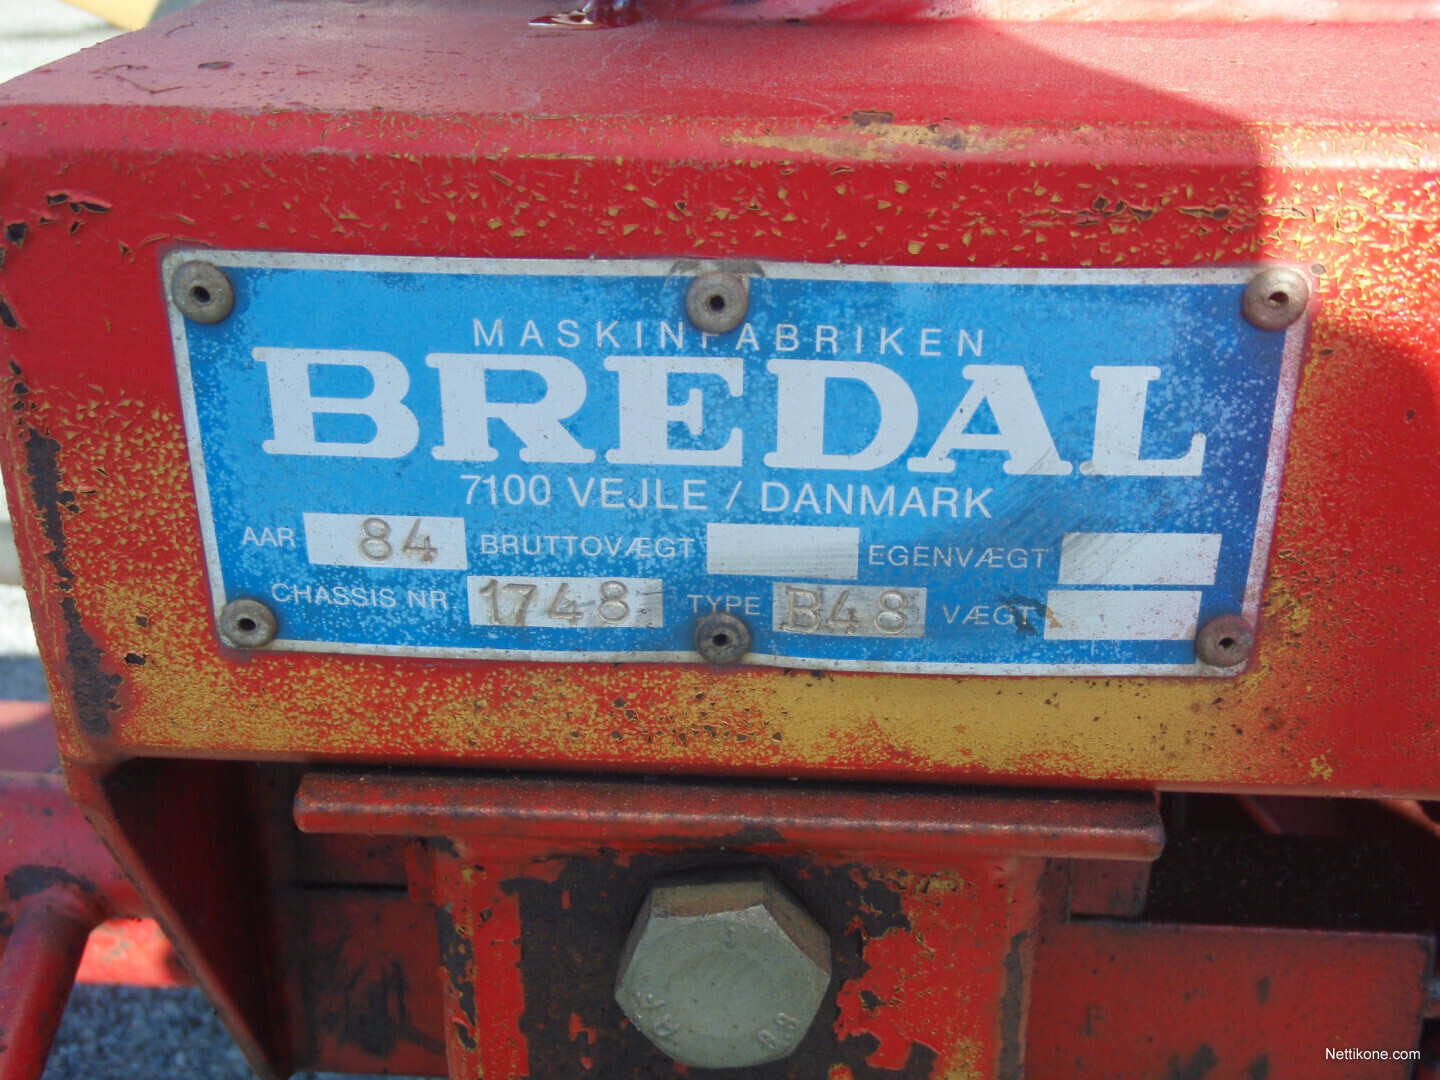 MASKINFABRIKEN
BREDAL
7100 VEJLE / DANMARK
AAR 84 BRUTTOVÆGT EGENVÆGT
CHASSIS NR 1748 TYPE B48 VÆGT
Nettikone.com